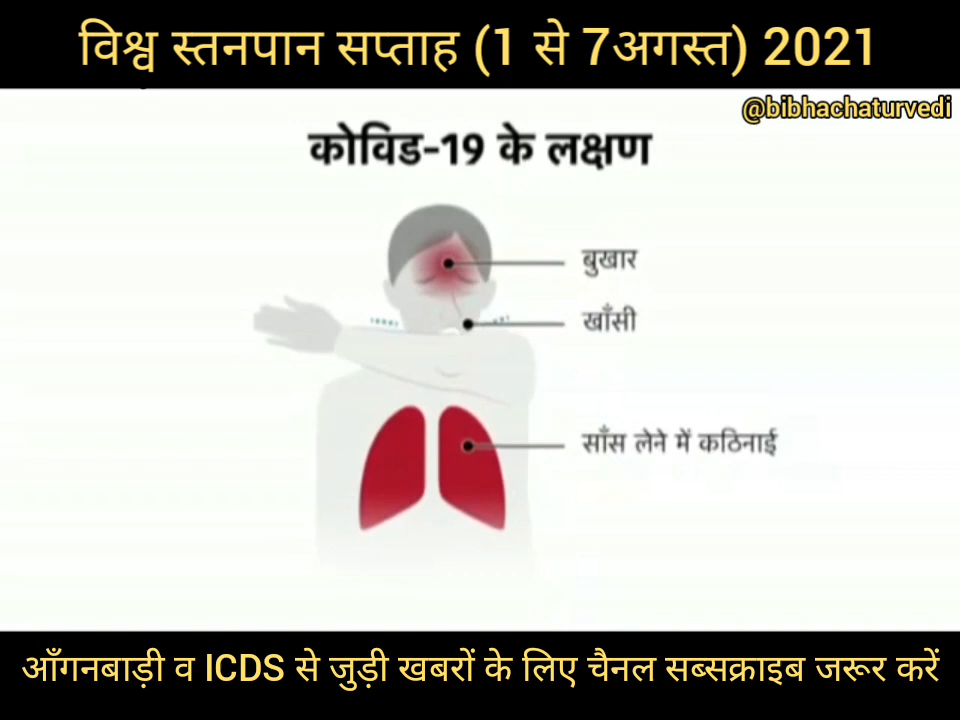 विश्व स्तनपान सप्ताह (1 से 7अगस्त) 2021
@bibhachaturvedi
कोविड-19 के लक्षण
बुखार
खाँसी
साँस लेने में कठिनाई
आँगनबाड़ी व ICDS से जुड़ी खबरों के लिए चैनल सब्सक्राइब जरूर करें